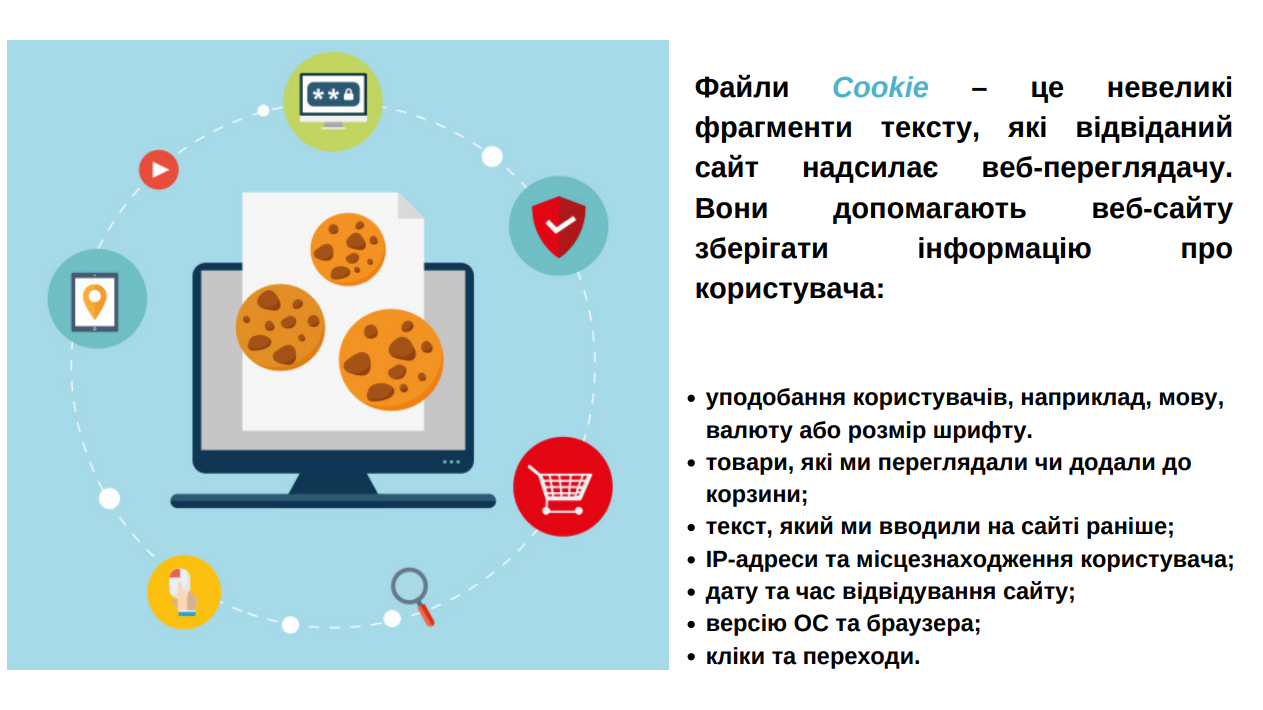 Файли Cookie – це невеликі
фрагменти тексту, які відвіданий
сайт надсилає веб-переглядачу.
Вони допомагають веб-сайту
зберігати інформацію про
користувача:
• уподобання користувачів, наприклад, мову,
валюту або розмір шрифту.
• товари, які ми переглядали чи додали до
корзини;
• текст, який ми вводили на сайті раніше;
• IP-адреси та місцезнаходження користувача;
• дату та час відвідування сайту;
• версію ОС та браузера;
• кліки та переходи.